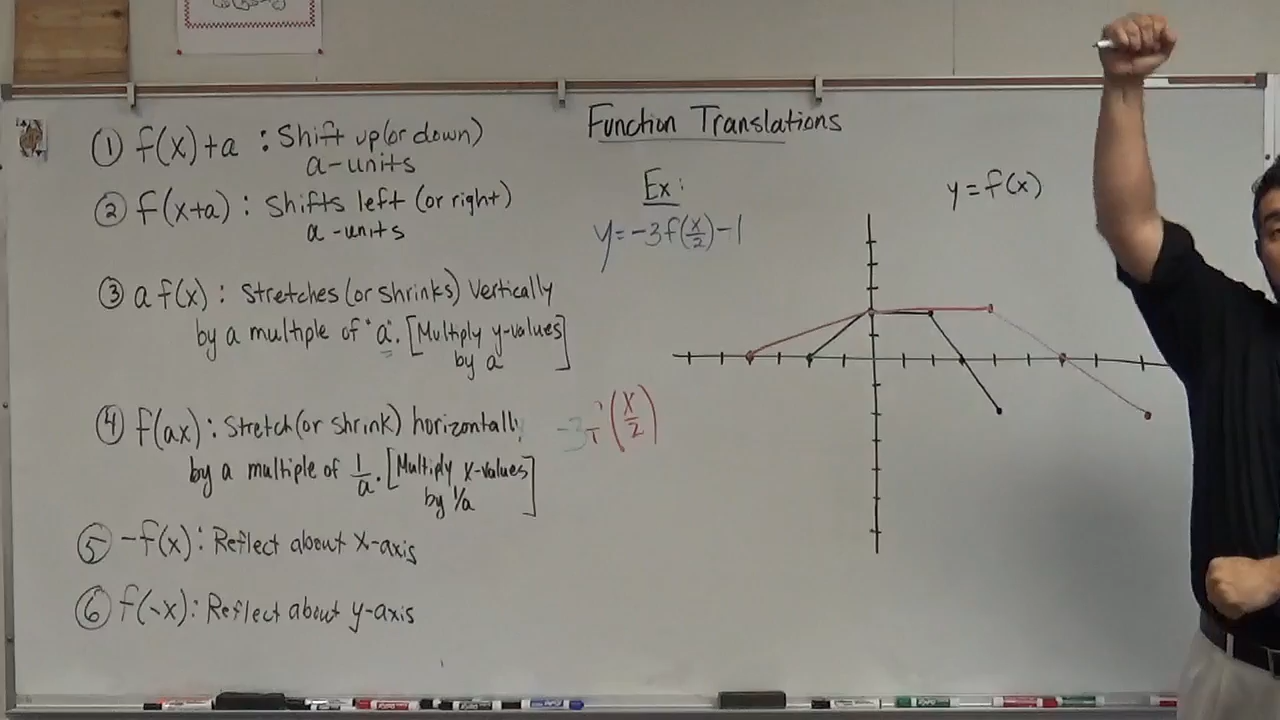 Function Translations
① f(x)+a : Shift up(or down)
a-units
② f(x+a) : Shifts left (or right)
a-units
③ a f(x) : Stretches (or shrinks) Vertically
by a multiple of "a". [Multiply y-values
by a]
④ f(ax) : Stretch (or shrink) horizontally
by a multiple of 1/a. [Multiply x-values
by 1/a]
⑤ -f(x) : Reflect about x-axis
⑥ f(-x) : Reflect about y-axis
Ex:
y=-3f(x/2)-1
-3f(x/2)
y=f(x)